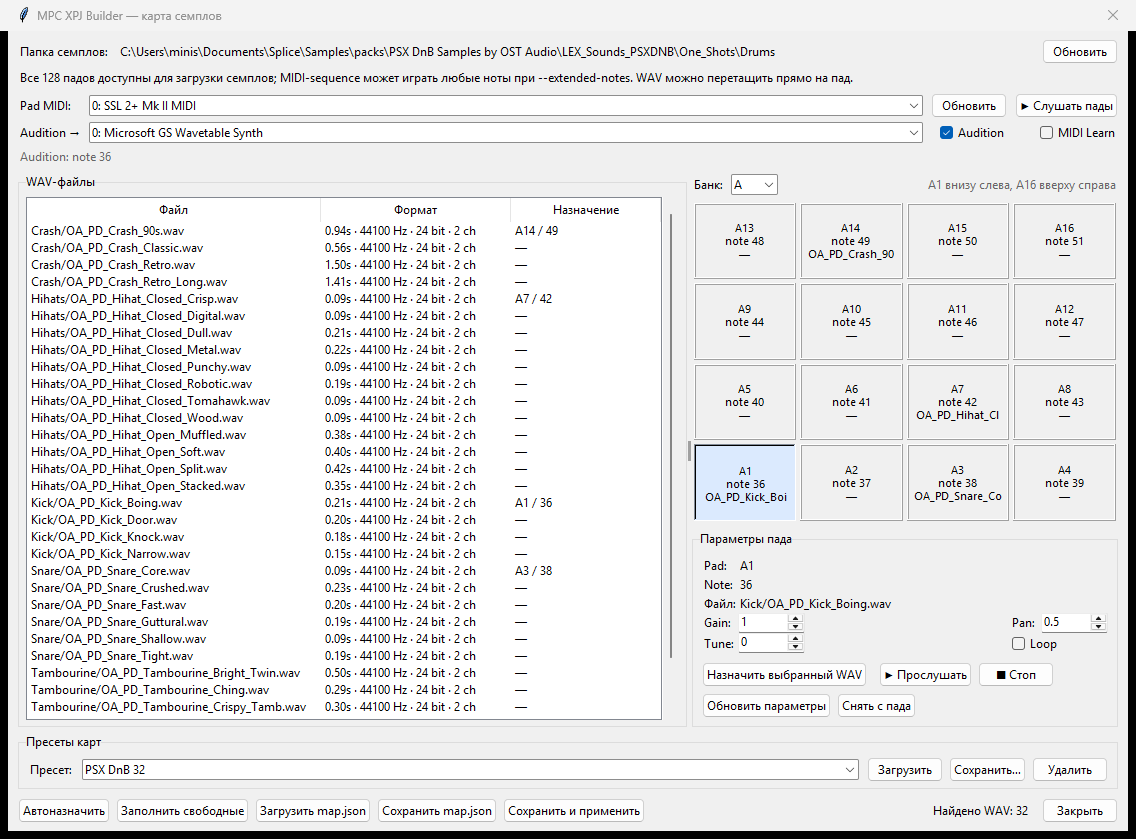 MPC XPJ Builder — карта семплов
Папка семплов: C:\Users\minis\Documents\Splice\Samples\packs\PSX DnB Samples by OST Audio\LEX_Sounds_PSXDNB\One_Shots\Drums
Обновить
Все 128 падов доступны для загрузки семплов; MIDI-sequence может играть любые ноты при --extended-notes. WAV можно перетащить прямо на пад.
Pad MIDI: 0: SSL 2+ Mk II MIDI
Обновить
► Слушать пады
Audition → 0: Microsoft GS Wavetable Synth
Audition
MIDI Learn
Audition: note 36
WAV-файлы
Файл Формат Назначение
Crash/OA_PD_Crash_90s.wav 0.94s · 44100 Hz · 24 bit · 2 ch A14 / 49
Crash/OA_PD_Crash_Classic.wav 0.56s · 44100 Hz · 24 bit · 2 ch —
Crash/OA_PD_Crash_Retro.wav 1.50s · 44100 Hz · 24 bit · 2 ch —
Crash/OA_PD_Crash_Retro_Long.wav 1.41s · 44100 Hz · 24 bit · 2 ch —
Hihats/OA_PD_Hihat_Closed_Crisp.wav 0.09s · 44100 Hz · 24 bit · 2 ch A7 / 42
Hihats/OA_PD_Hihat_Closed_Digital.wav 0.09s · 44100 Hz · 24 bit · 2 ch —
Hihats/OA_PD_Hihat_Closed_Dull.wav 0.21s · 44100 Hz · 24 bit · 2 ch —
Hihats/OA_PD_Hihat_Closed_Metal.wav 0.22s · 44100 Hz · 24 bit · 2 ch —
Hihats/OA_PD_Hihat_Closed_Punchy.wav 0.09s · 44100 Hz · 24 bit · 2 ch —
Hihats/OA_PD_Hihat_Closed_Robotic.wav 0.19s · 44100 Hz · 24 bit · 2 ch —
Hihats/OA_PD_Hihat_Closed_Tomahawk.wav 0.09s · 44100 Hz · 24 bit · 2 ch —
Hihats/OA_PD_Hihat_Closed_Wood.wav 0.09s · 44100 Hz · 24 bit · 2 ch —
Hihats/OA_PD_Hihat_Open_Muffled.wav 0.38s · 44100 Hz · 24 bit · 2 ch —
Hihats/OA_PD_Hihat_Open_Soft.wav 0.40s · 44100 Hz · 24 bit · 2 ch —
Hihats/OA_PD_Hihat_Open_Split.wav 0.42s · 44100 Hz · 24 bit · 2 ch —
Hihats/OA_PD_Hihat_Open_Stacked.wav 0.35s · 44100 Hz · 24 bit · 2 ch —
Kick/OA_PD_Kick_Boing.wav 0.21s · 44100 Hz · 24 bit · 2 ch A1 / 36
Kick/OA_PD_Kick_Door.wav 0.20s · 44100 Hz · 24 bit · 2 ch —
Kick/OA_PD_Kick_Knock.wav 0.18s · 44100 Hz · 24 bit · 2 ch —
Kick/OA_PD_Kick_Narrow.wav 0.15s · 44100 Hz · 24 bit · 2 ch —
Snare/OA_PD_Snare_Core.wav 0.09s · 44100 Hz · 24 bit · 2 ch A3 / 38
Snare/OA_PD_Snare_Crushed.wav 0.23s · 44100 Hz · 24 bit · 2 ch —
Snare/OA_PD_Snare_Fast.wav 0.20s · 44100 Hz · 24 bit · 2 ch —
Snare/OA_PD_Snare_Guttural.wav 0.19s · 44100 Hz · 24 bit · 2 ch —
Snare/OA_PD_Snare_Shallow.wav 0.09s · 44100 Hz · 24 bit · 2 ch —
Snare/OA_PD_Snare_Tight.wav 0.19s · 44100 Hz · 24 bit · 2 ch —
Tambourine/OA_PD_Tambourine_Bright_Twin.wav 0.50s · 44100 Hz · 24 bit · 2 ch —
Tambourine/OA_PD_Tambourine_Ching.wav 0.29s · 44100 Hz · 24 bit · 2 ch —
Tambourine/OA_PD_Tambourine_Crispy_Tamb.wav 0.30s · 44100 Hz · 24 bit · 2 ch —
Банк: A
A1 внизу слева, A16 вверху справа
A13
note 48
—
A14
note 49
OA_PD_Crash_90
A15
note 50
—
A16
note 51
—
A9
note 44
—
A10
note 45
—
A11
note 46
—
A12
note 47
—
A5
note 40
—
A6
note 41
—
A7
note 42
OA_PD_Hihat_Cl
A8
note 43
—
A1
note 36
OA_PD_Kick_Boi
A2
note 37
—
A3
note 38
OA_PD_Snare_Co
A4
note 39
—
Параметры пада
Pad: A1
Note: 36
Файл: Kick/OA_PD_Kick_Boing.wav
Gain: 1
Pan: 0.5
Tune: 0
Loop
Назначить выбранный WAV
► Прослушать
■ Стоп
Обновить параметры
Снять с пада
Пресеты карт
Пресет: PSX DnB 32
Загрузить
Сохранить...
Удалить
Автоназначить
Заполнить свободные
Загрузить map.json
Сохранить map.json
Сохранить и применить
Найдено WAV: 32
Закрыть